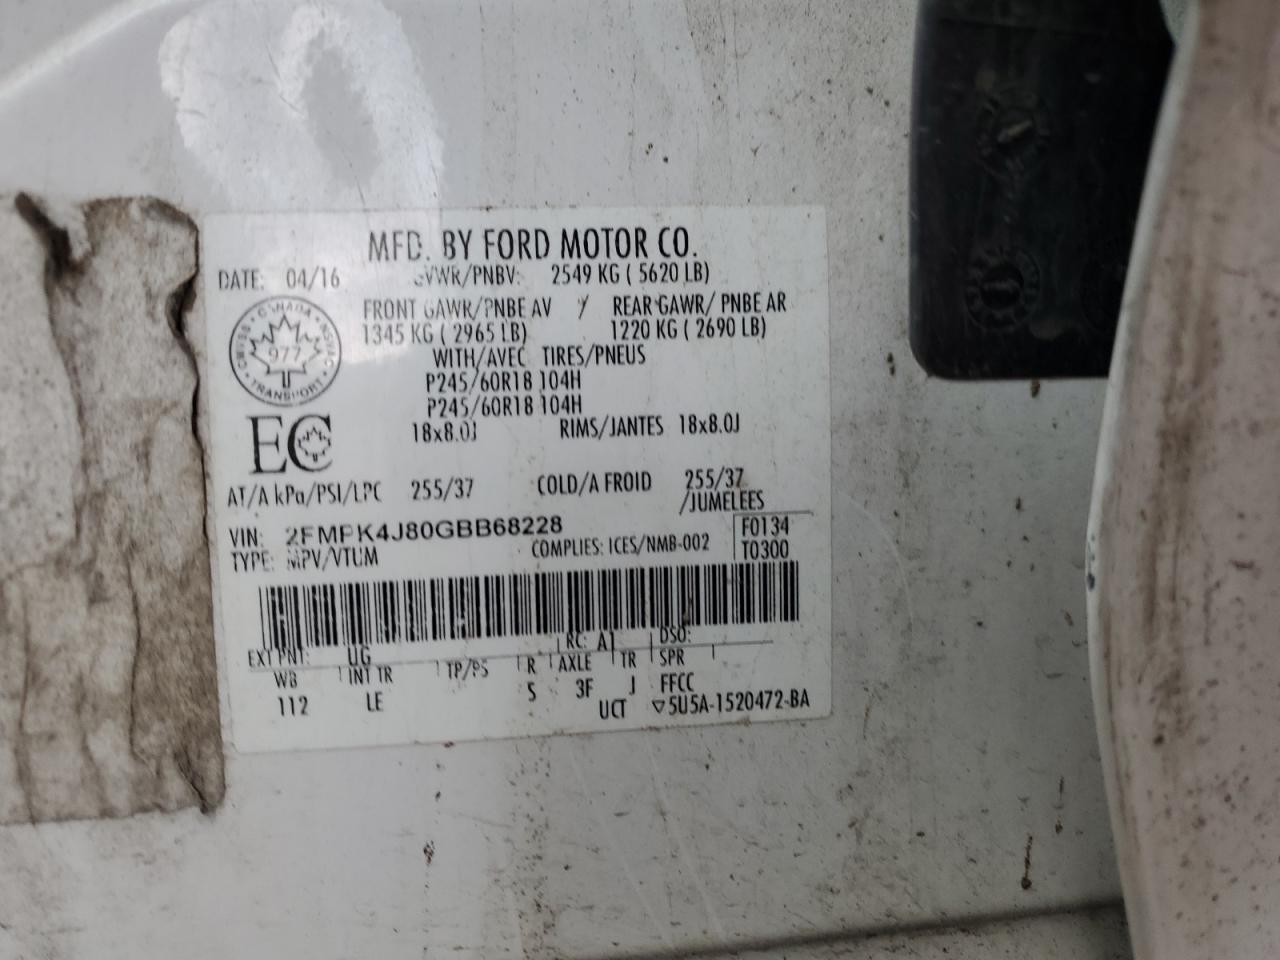 MFD. BY FORD MOTOR CO.
DATE: 04/16 GVWR/PNBV: 2549 KG ( 5620 LB)
FRONT GAWR/PNBE AV REAR GAWR/ PNBE AR
1345 KG ( 2965 LB) 1220 KG ( 2690 LB)
WITH/AVEC TIRES/PNEUS
P245/60R18 104H
P245/60R18 104H
18x8.0J RIMS/JANTES 18x8.0J
CANADA
977
TRANSPORT
EC
AT/A kPa/PSI/LPC 255/37 COLD/A FROID 255/37
/JUMELEES
VIN: 2FMPK4J80GBB68228 F0134
TYPE: MPV/VTUM COMPLIES: ICES/NMB-002 T0300
RC: A1 DSO:
EXT PNT: UG
WB INT TR TP/PS R AXLE TR SPR
112 LE S 3F J FFCC
UCT ▽5U5A-1520472-BA